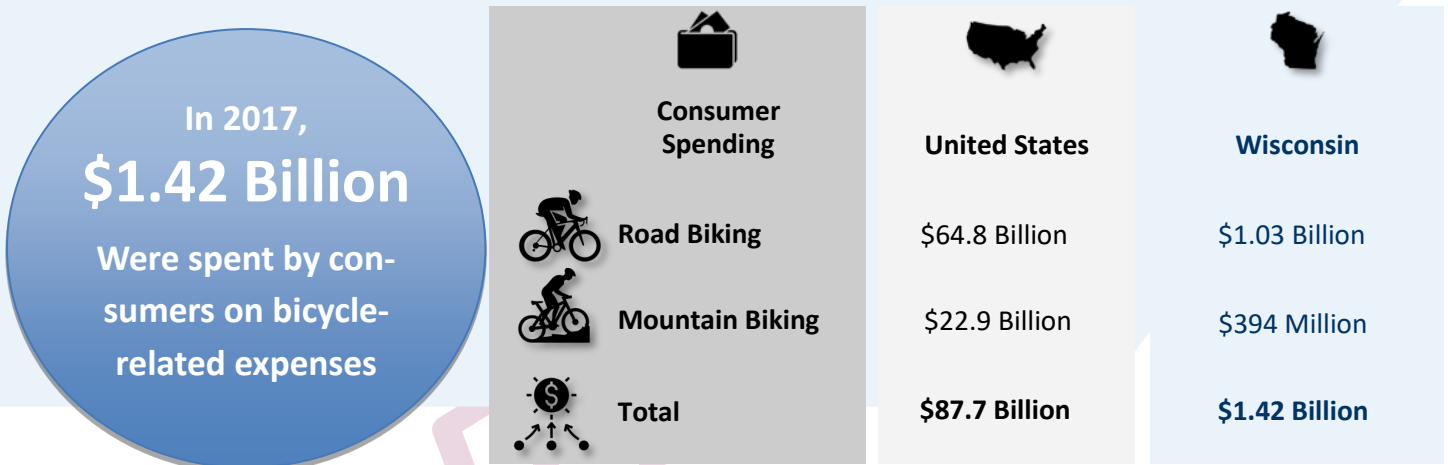 In 2017,
$1.42 Billion
Were spent by con-
sumers on bicycle-
related expenses
Consumer
Spending
United States
Wisconsin
Road Biking
$64.8 Billion
$1.03 Billion
Mountain Biking
$22.9 Billion
$394 Million
Total
$87.7 Billion
$1.42 Billion